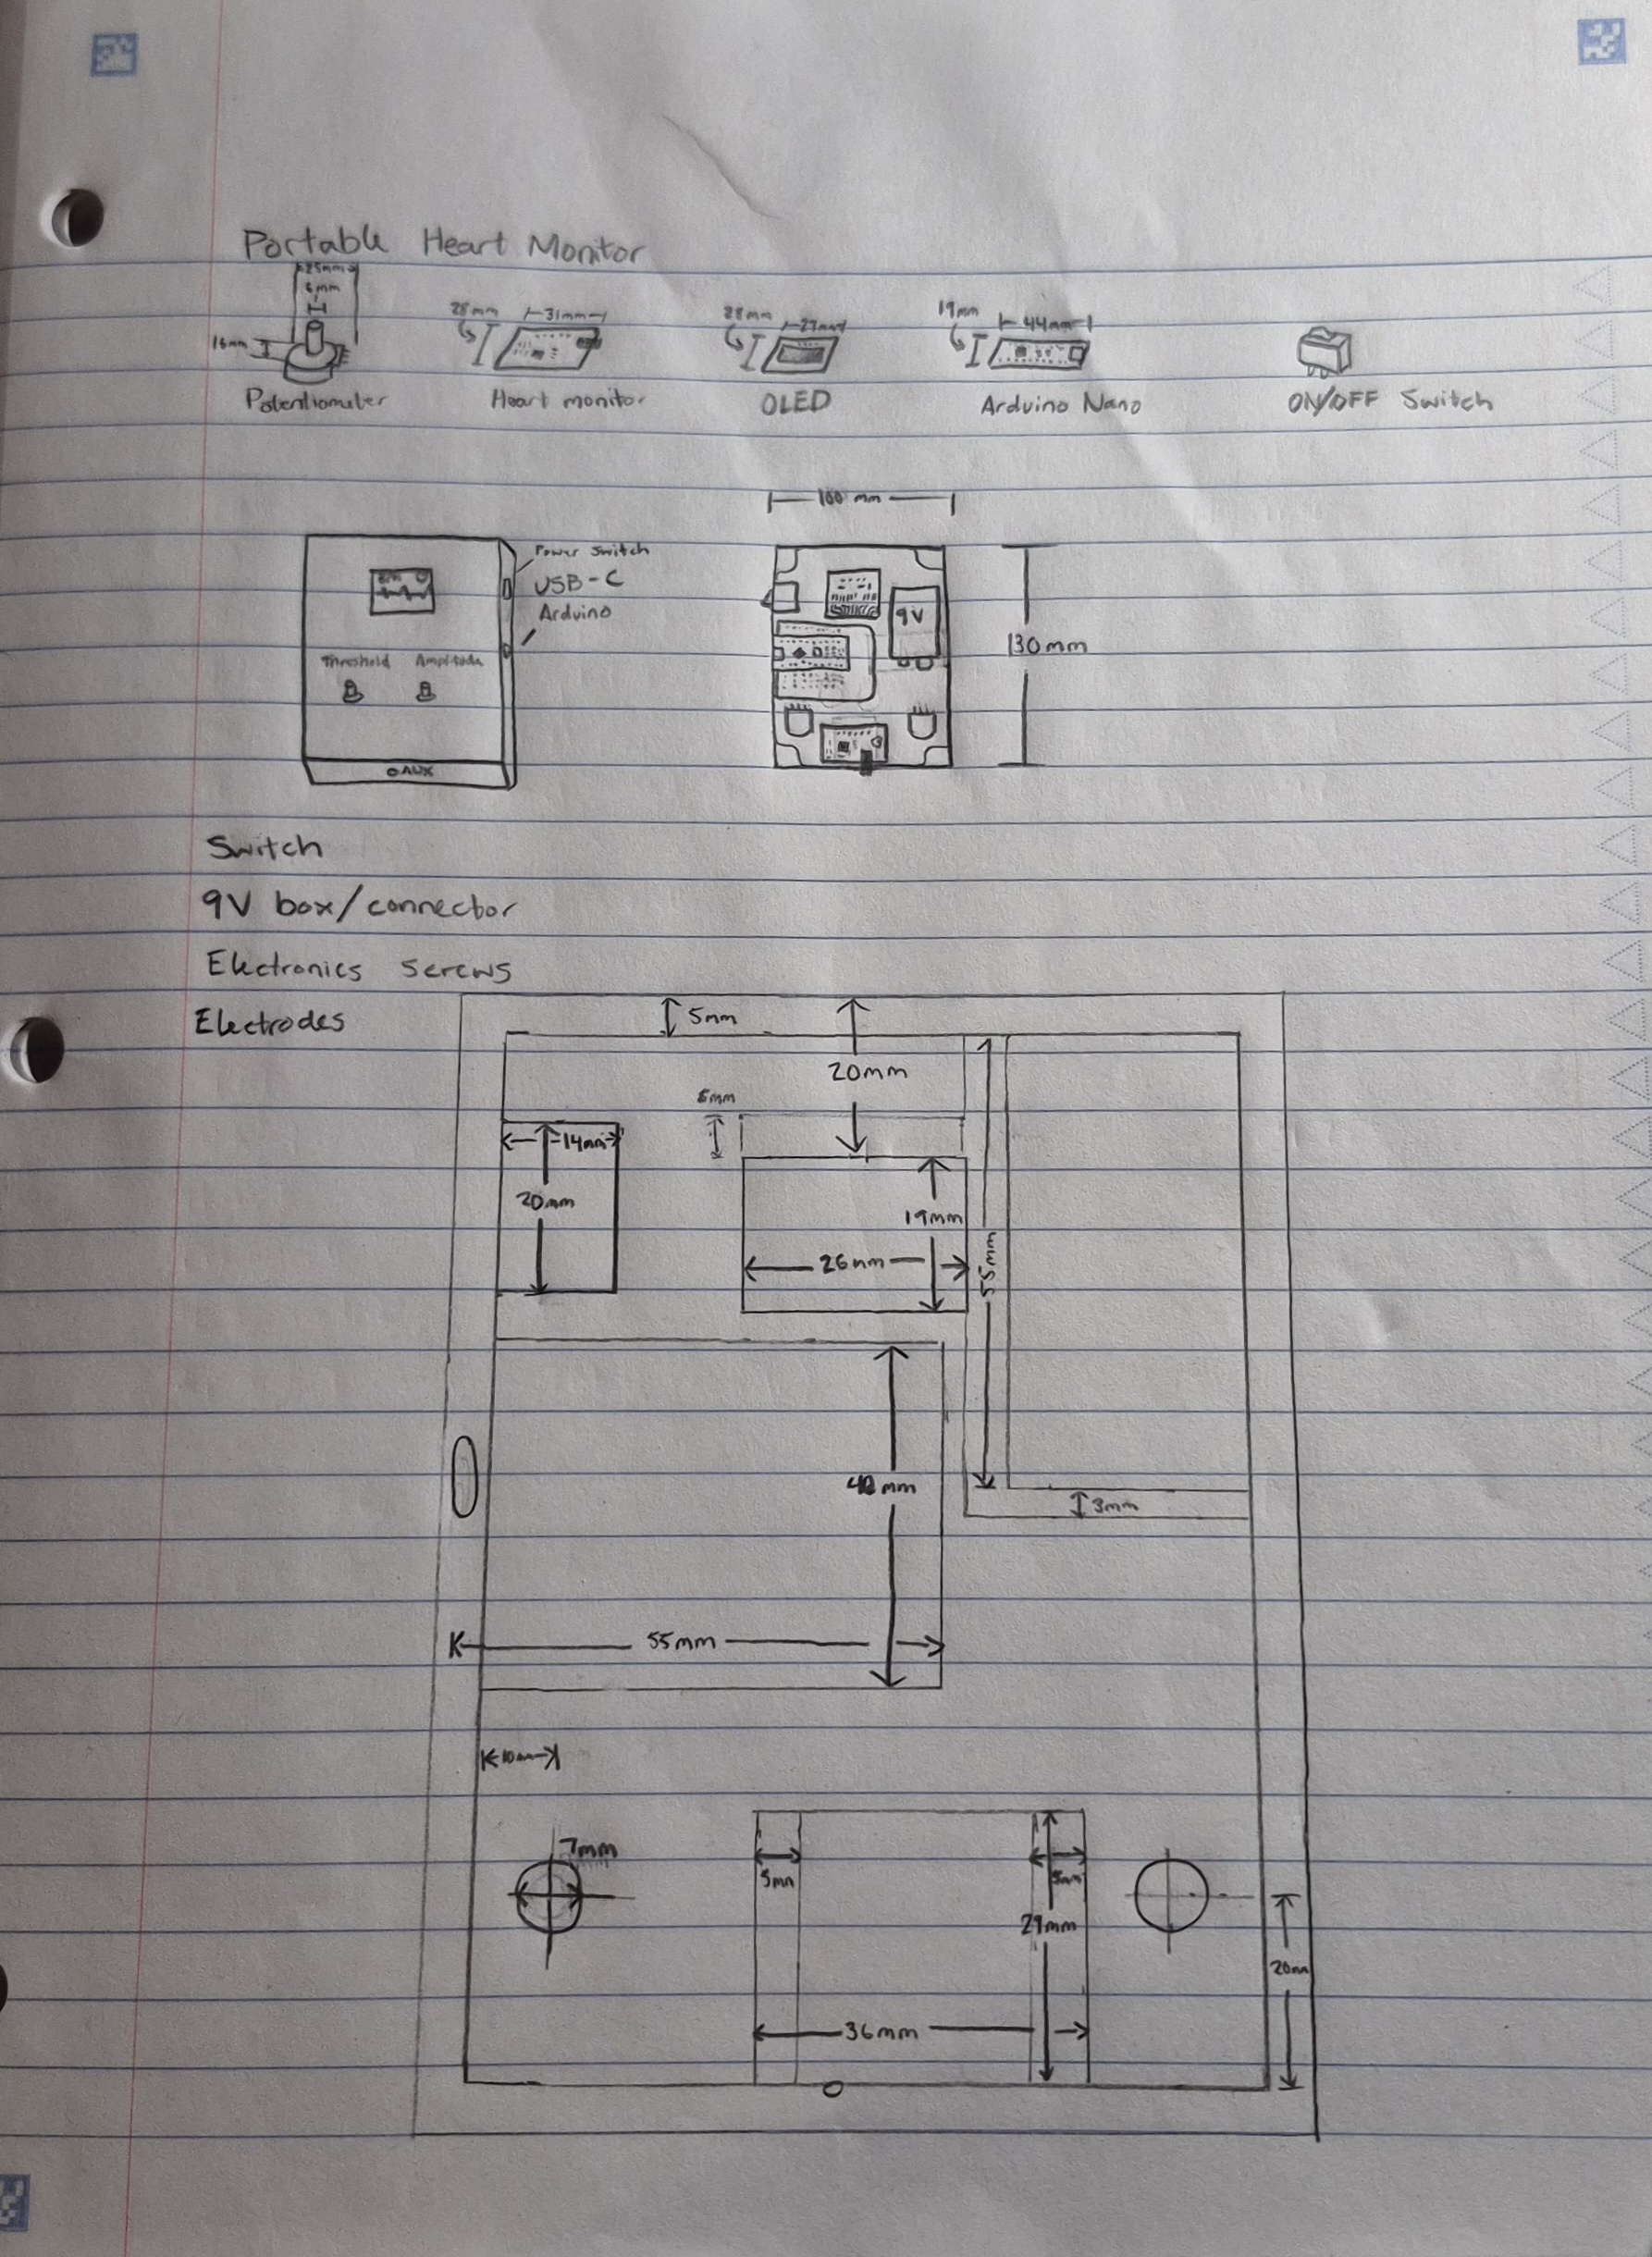 Portable Heart Monitor
25mm
6mm
16mm
Potentiometer
28mm
31mm
Heart monitor
28mm
27mm
OLED
19mm
44mm
Arduino Nano
ON/OFF Switch
Power Switch
USB-C
Arduino
Threshold
AUX
100 mm
9V
130mm
Switch
9V box/connector
Electronics screws
Electrodes
5mm
20mm
5mm
14mm
20mm
19mm
26mm
55mm
3mm
mm
55mm
10mm
7mm
5mm
5mm
29mm
20mm
36mm